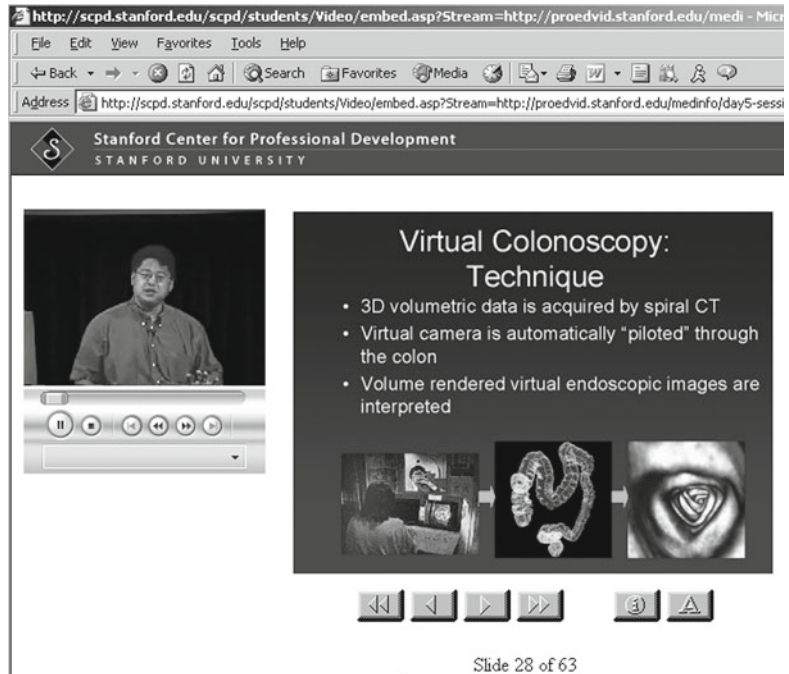 http://scpd.stanford.edu/scpd/students/Video/embed.asp?Stream=http://proedvid.stanford.edu/medi - Micr
File Edit View Favorites Tools Help
Back Search Favorites Media
Address http://scpd.stanford.edu/scpd/students/Video/embed.asp?Stream=http://proedvid.stanford.edu/medinfo/day5-sessi
S Stanford Center for Professional Development
STANFORD UNIVERSITY
Virtual Colonoscopy:
Technique
• 3D volumetric data is acquired by spiral CT
• Virtual camera is automatically “piloted” through
the colon
• Volume rendered virtual endoscopic images are
interpreted
i A
Slide 28 of 63